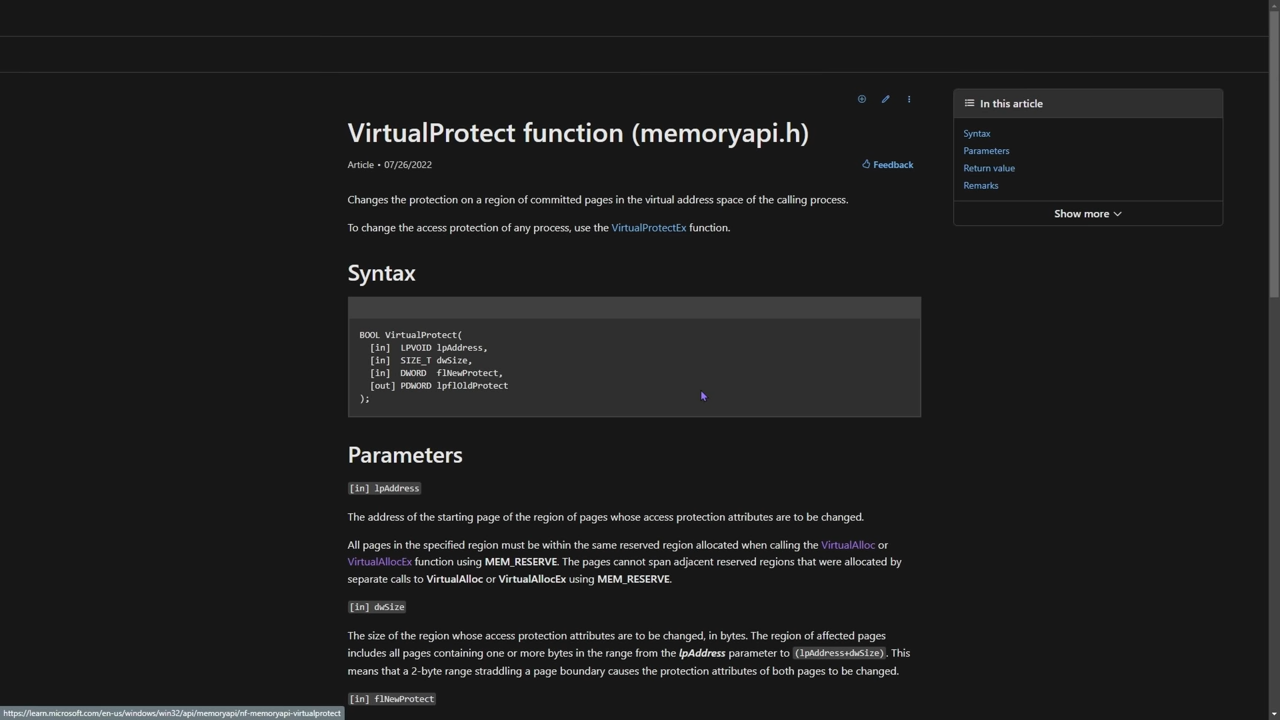 VirtualProtect function (memoryapi.h)
Article • 07/26/2022
Feedback
Changes the protection on a region of committed pages in the virtual address space of the calling process.
To change the access protection of any process, use the VirtualProtectEx function.
Syntax
BOOL VirtualProtect(
[in]  LPVOID lpAddress,
[in]  SIZE_T dwSize,
[in]  DWORD  flNewProtect,
[out] PDWORD lpflOldProtect
);
Parameters
[in] lpAddress
The address of the starting page of the region of pages whose access protection attributes are to be changed.
All pages in the specified region must be within the same reserved region allocated when calling the VirtualAlloc or
VirtualAllocEx function using MEM_RESERVE. The pages cannot span adjacent reserved regions that were allocated by
separate calls to VirtualAlloc or VirtualAllocEx using MEM_RESERVE.
[in] dwSize
The size of the region whose access protection attributes are to be changed, in bytes. The region of affected pages
includes all pages containing one or more bytes in the range from the lpAddress parameter to (lpAddress+dwSize). This
means that a 2-byte range straddling a page boundary causes the protection attributes of both pages to be changed.
[in] flNewProtect
In this article
Syntax
Parameters
Return value
Remarks
Show more
https://learn.microsoft.com/en-us/windows/win32/api/memoryapi/nf-memoryapi-virtualprotect